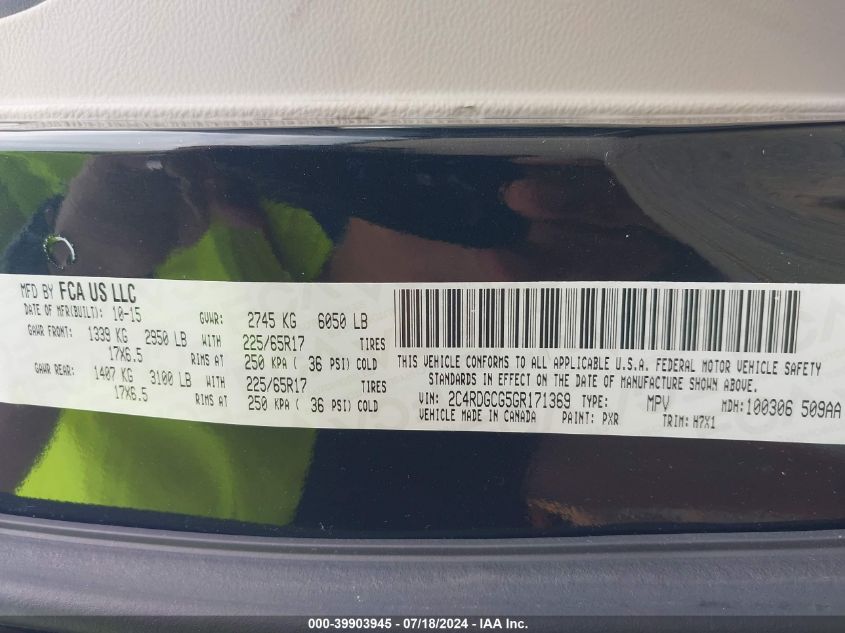 MFD BY FCA US LLC
DATE OF MFR(BUILT): 10-15 GVWR: 2745 KG 6050 LB
GAWR FRONT: 1339 KG 2950 LB WITH 225/65R17 TIRES
17X6.5 RIMS AT 250 KPA ( 36 PSI) COLD
GAWR REAR: 1407 KG 3100 LB WITH 225/65R17 TIRES
17X6.5 RIMS AT 250 KPA ( 36 PSI) COLD
THIS VEHICLE CONFORMS TO ALL APPLICABLE U.S.A. FEDERAL MOTOR VEHICLE SAFETY
STANDARDS IN EFFECT ON THE DATE OF MANUFACTURE SHOWN ABOVE.
VIN: 2C4RDGCG5GR171369 TYPE: MPV MDH: 100306 509AA
VEHICLE MADE IN CANADA PAINT: PXR TRIM: H7X1
000-39903945 - 07/18/2024 - IAA Inc.